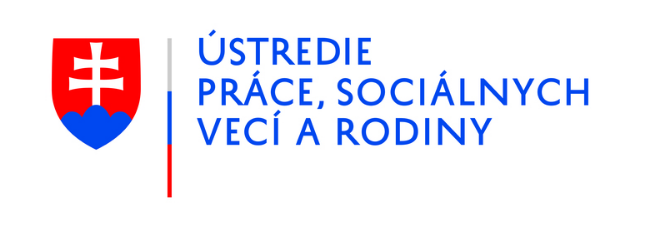 ÚSTREDIE
PRÁCE, SOCIÁLNYCH
VECÍ A RODINY